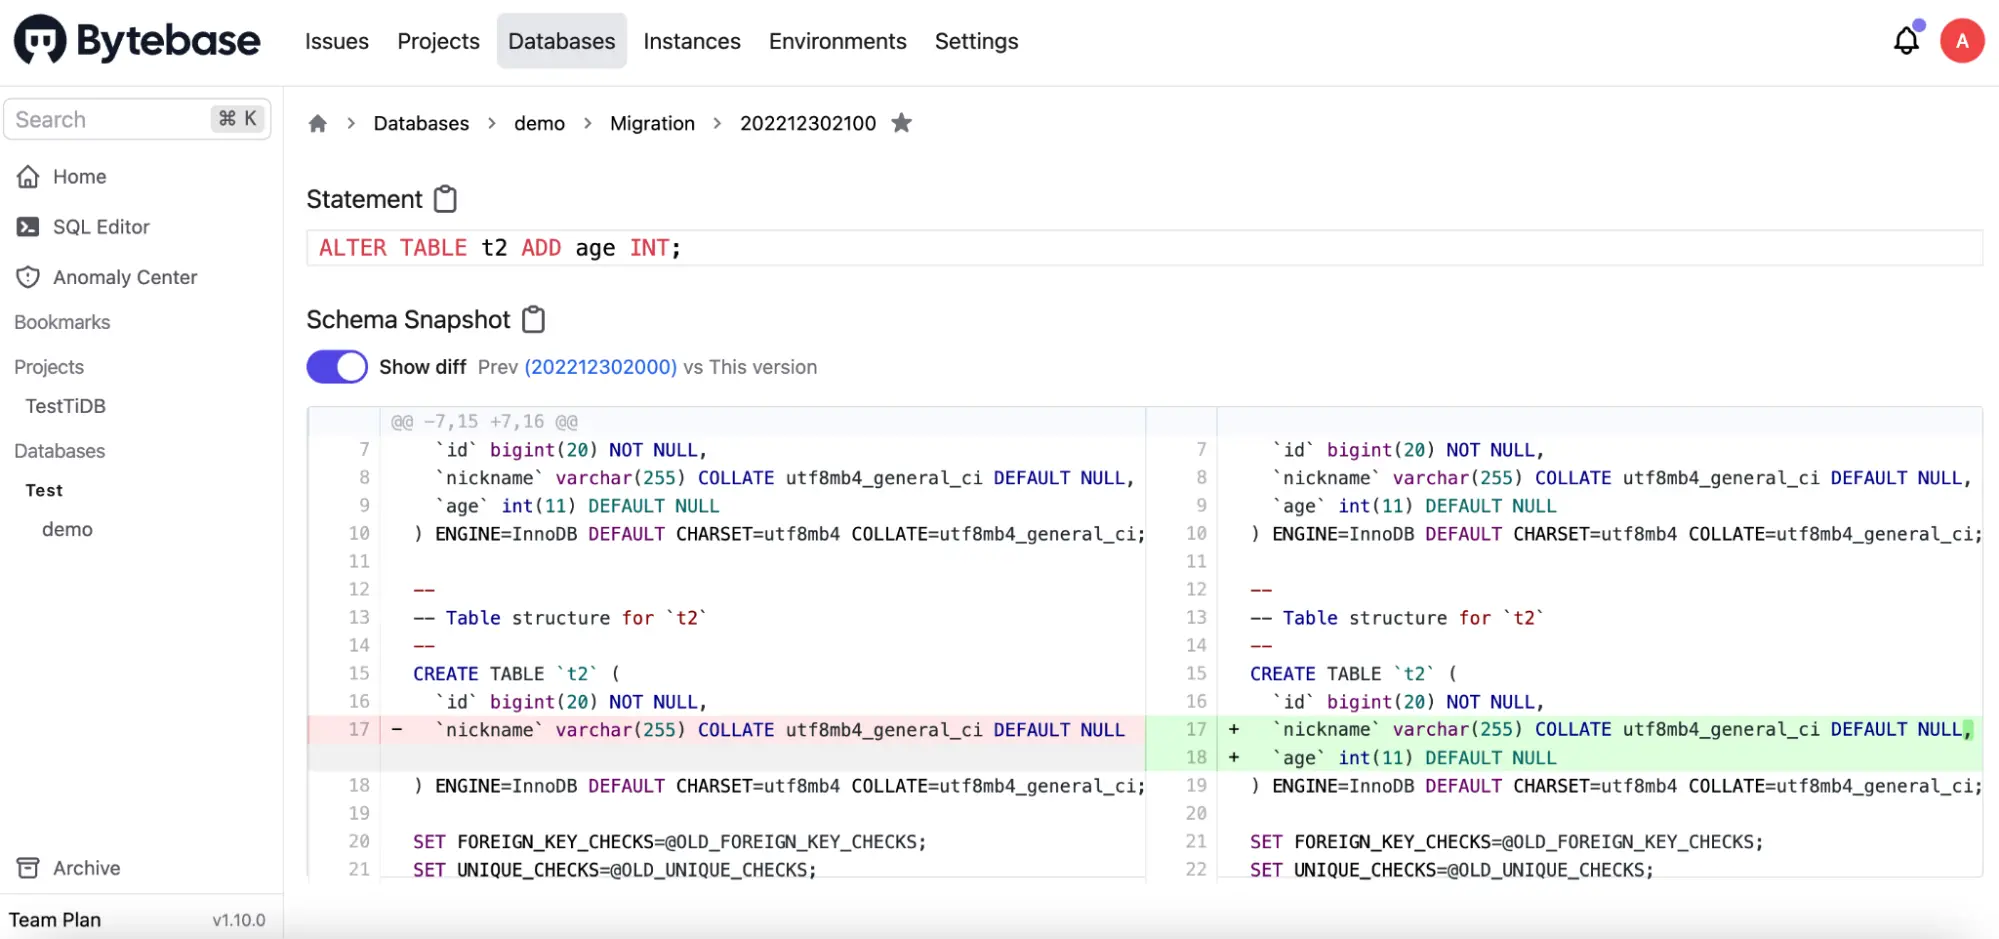 Bytebase Issues Projects Databases Instances Environments Settings A
Search ⌘ K
Home
SQL Editor
Anomaly Center
Bookmarks
Projects
TestTiDB
Databases
Test
demo
Archive
Team Plan v1.10.0
Databases > demo > Migration > 202212302100
Statement
ALTER TABLE t2 ADD age INT;
Schema Snapshot
Show diff Prev (202212302000) vs This version
@@ -7,15 +7,16 @@
7 `id` bigint(20) NOT NULL,
8 `nickname` varchar(255) COLLATE utf8mb4_general_ci DEFAULT NULL,
9 `age` int(11) DEFAULT NULL
10 ) ENGINE=InnoDB DEFAULT CHARSET=utf8mb4 COLLATE=utf8mb4_general_ci;
11
12 --
13 -- Table structure for `t2`
14 --
15 CREATE TABLE `t2` (
16 `id` bigint(20) NOT NULL,
17 - `nickname` varchar(255) COLLATE utf8mb4_general_ci DEFAULT NULL
18 ) ENGINE=InnoDB DEFAULT CHARSET=utf8mb4 COLLATE=utf8mb4_general_ci;
19
20 SET FOREIGN_KEY_CHECKS=@OLD_FOREIGN_KEY_CHECKS;
21 SET UNIQUE_CHECKS=@OLD_UNIQUE_CHECKS;
7 `id` bigint(20) NOT NULL,
8 `nickname` varchar(255) COLLATE utf8mb4_general_ci DEFAULT NULL,
9 `age` int(11) DEFAULT NULL
10 ) ENGINE=InnoDB DEFAULT CHARSET=utf8mb4 COLLATE=utf8mb4_general_ci;
11
12 --
13 -- Table structure for `t2`
14 --
15 CREATE TABLE `t2` (
16 `id` bigint(20) NOT NULL,
17 + `nickname` varchar(255) COLLATE utf8mb4_general_ci DEFAULT NULL,
18 + `age` int(11) DEFAULT NULL
19 ) ENGINE=InnoDB DEFAULT CHARSET=utf8mb4 COLLATE=utf8mb4_general_ci;
20
21 SET FOREIGN_KEY_CHECKS=@OLD_FOREIGN_KEY_CHECKS;
22 SET UNIQUE_CHECKS=@OLD_UNIQUE_CHECKS;